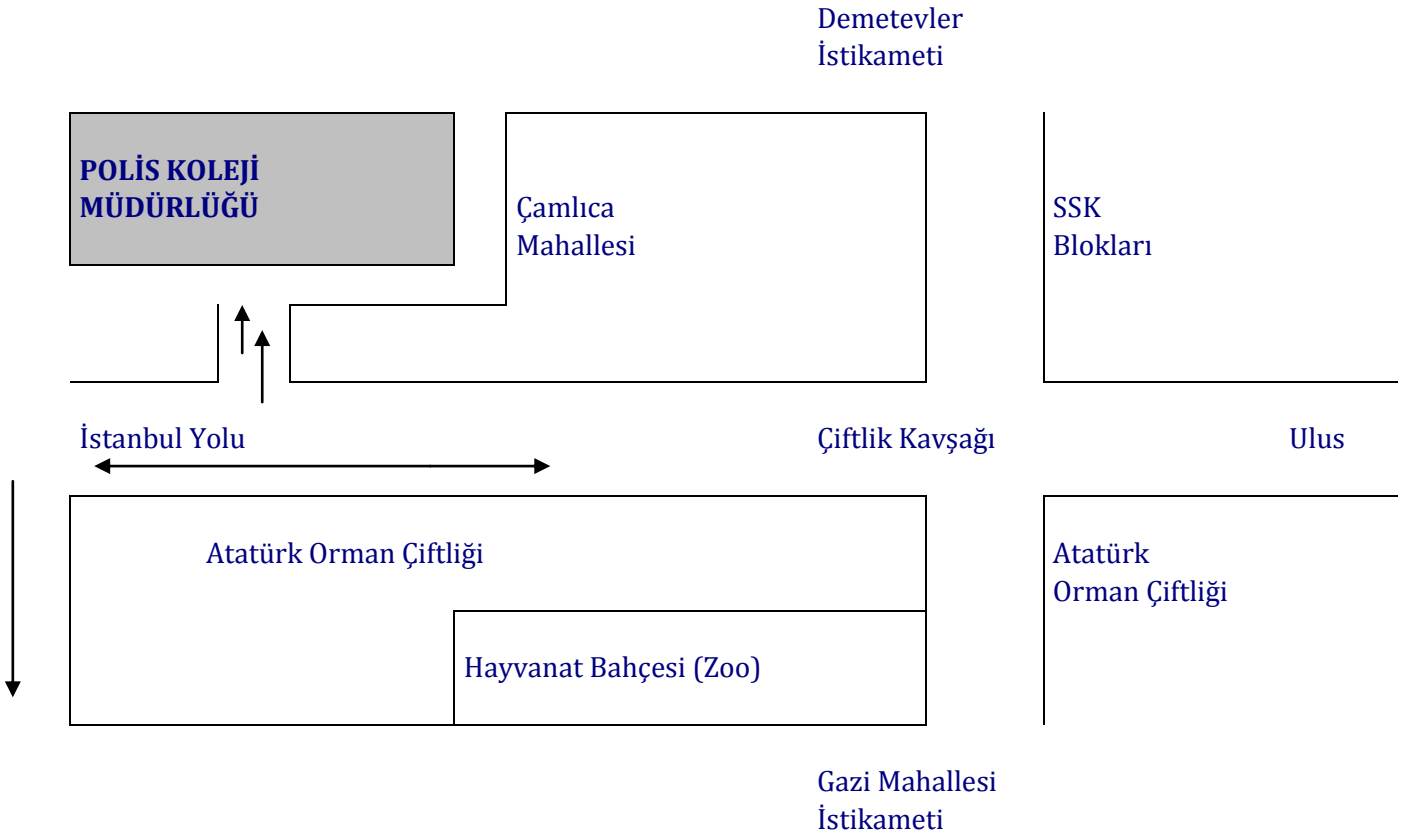 Demetevler
İstikameti
POLİS KOLEJİ
MÜDÜRLÜĞÜ
Çamlıca
Mahallesi
SSK
Blokları
İstanbul Yolu
Çiftlik Kavşağı
Ulus
Atatürk Orman Çiftliği
Atatürk
Orman Çiftliği
Hayvanat Bahçesi (Zoo)
Gazi Mahallesi
İstikameti